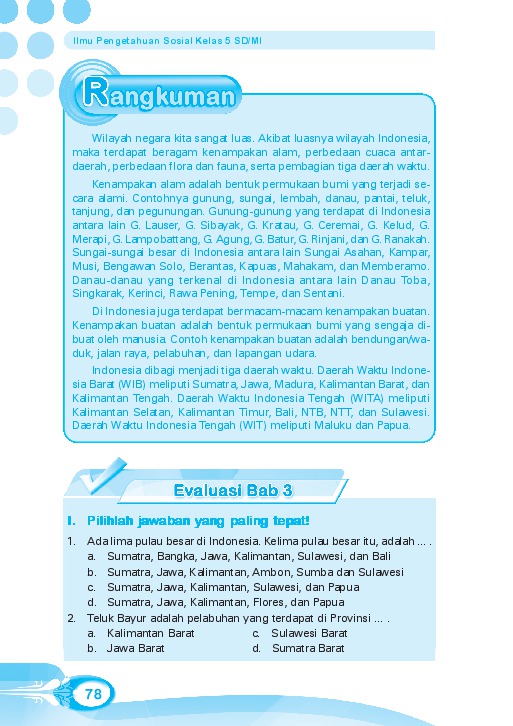 Ilmu Pengetahuan Sosial Kelas 5 SD/MI
Rangkuman
Wilayah negara kita sangat luas. Akibat luasnya wilayah Indonesia,
maka terdapat beragam kenampakan alam, perbedaan cuaca antar-
daerah, perbedaan flora dan fauna, serta pembagian tiga daerah waktu.
Kenampakan alam adalah bentuk permukaan bumi yang terjadi se-
cara alami. Contohnya gunung, sungai, lembah, danau, pantai, teluk,
tanjung, dan pegunungan. Gunung-gunung yang terdapat di Indonesia
antara lain G. Lauser, G. Sibayak, G. Kratau, G. Ceremai, G. Kelud, G.
Merapi, G. Lampobattang, G. Agung, G. Batur, G. Rinjani, dan G. Ranakah.
Sungai-sungai besar di Indonesia antara lain Sungai Asahan, Kampar,
Musi, Bengawan Solo, Berantas, Kapuas, Mahakam, dan Memberamo.
Danau-danau yang terkenal di Indonesia antara lain Danau Toba,
Singkarak, Kerinci, Rawa Pening, Tempe, dan Sentani.
Di Indonesia juga terdapat bermacam-macam kenampakan buatan.
Kenampakan buatan adalah bentuk permukaan bumi yang sengaja di-
buat oleh manusia. Contoh kenampakan buatan adalah bendungan/wa-
duk, jalan raya, pelabuhan, dan lapangan udara.
Indonesia dibagi menjadi tiga daerah waktu. Daerah Waktu Indone-
sia Barat (WIB) meliputi Sumatra, Jawa, Madura, Kalimantan Barat, dan
Kalimantan Tengah. Daerah Waktu Indonesia Tengah (WITA) meliputi
Kalimantan Selatan, Kalimantan Timur, Bali, NTB, NTT, dan Sulawesi.
Daerah Waktu Indonesia Tengah (WIT) meliputi Maluku dan Papua.
Evaluasi Bab 3
I. Pilihlah jawaban yang paling tepat!
1. Ada lima pulau besar di Indonesia. Kelima pulau besar itu, adalah ... .
a. Sumatra, Bangka, Jawa, Kalimantan, Sulawesi, dan Bali
b. Sumatra, Jawa, Kalimantan, Ambon, Sumba dan Sulawesi
c. Sumatra, Jawa, Kalimantan, Sulawesi, dan Papua
d. Sumatra, Jawa, Kalimantan, Flores, dan Papua
2. Teluk Bayur adalah pelabuhan yang terdapat di Provinsi ... .
a. Kalimantan Barat c. Sulawesi Barat
b. Jawa Barat d. Sumatra Barat
78